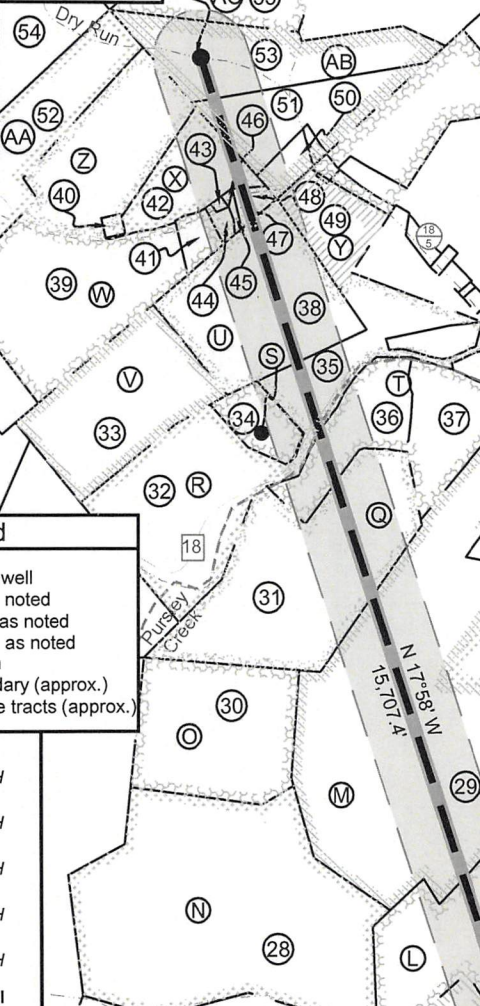 54
Dry Run
53
AB
52
AA
51
50
46
Z
43
X
40
42
48
49
47
Y
18
5
41
39
W
44
45
38
U
S
35
V
T
34
36
37
33
32
R
Q
18
well
noted
as noted
as noted
dary (approx.)
e tracts (approx.)
31
Pursley
Creek
N 17°58' W
15,707.4'
30
O
M
29
N
28
L